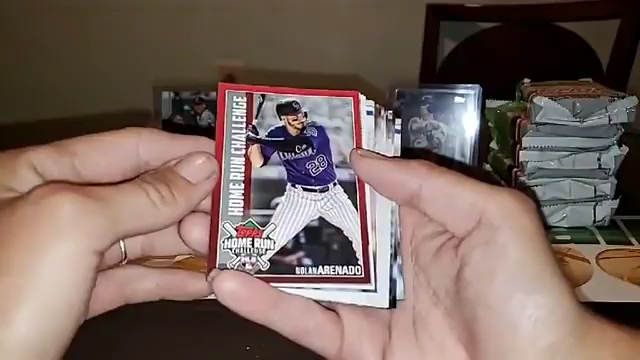 HOME RUN CHALLENGE
28
TOPPS
HOME RUN
CHALLENGE
NOLAN ARENADO